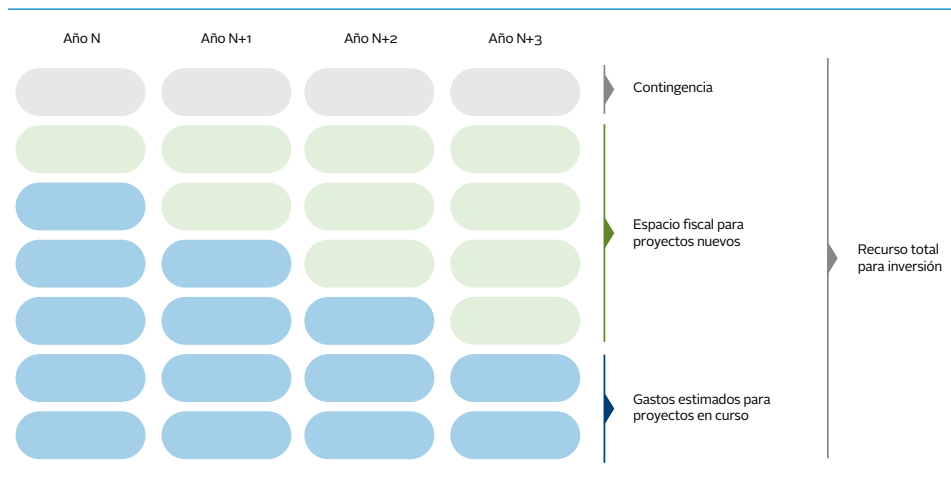 Año N
Año N+1
Año N+2
Año N+3
Contingencia
Espacio fiscal para
proyectos nuevos
Recurso total
para inversión
Gastos estimados para
proyectos en curso